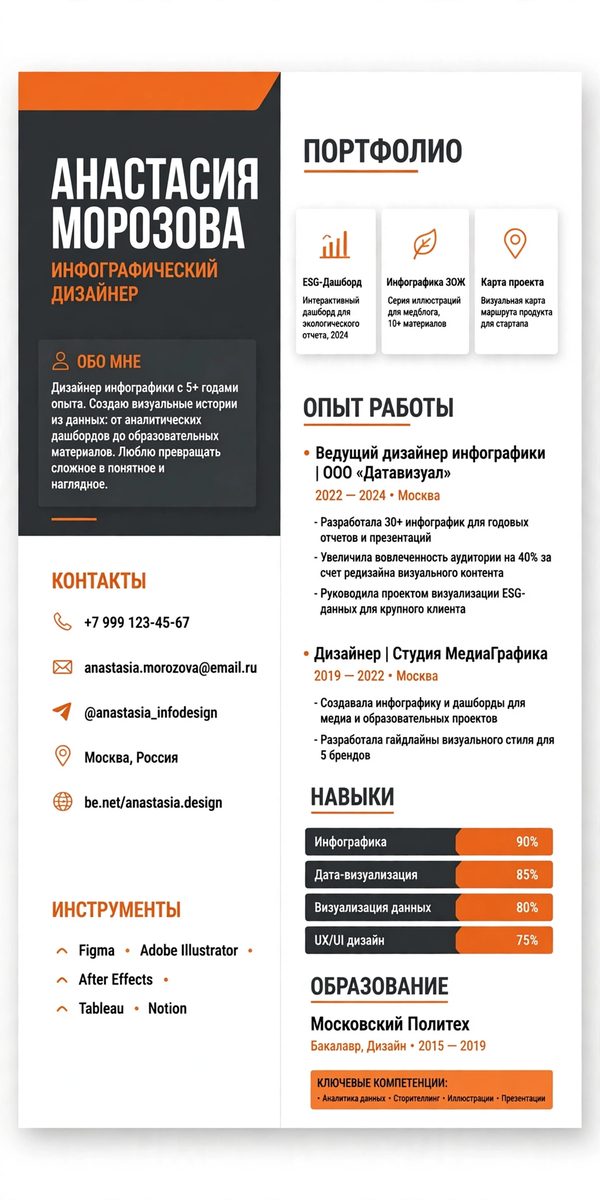 АНАСТАСИЯ
МОРОЗОВА
ИНФОГРАФИЧЕСКИЙ
ДИЗАЙНЕР
ОБО МНЕ
Дизайнер инфографики с 5+ годами
опыта. Создаю визуальные истории
из данных: от аналитических
дашбордов до образовательных
материалов. Люблю превращать
сложное в понятное и
наглядное.
КОНТАКТЫ
+7 999 123-45-67
anastasia.morozova@email.ru
@anastasia_infodesign
Москва, Россия
be.net/anastasia.design
ИНСТРУМЕНТЫ
Figma • Adobe Illustrator •
After Effects •
Tableau • Notion
ПОРТФОЛИО
ESG-Дашборд
Интерактивный
дашборд для
экологического
отчета, 2024
Инфографика ЗОЖ
Серия иллюстраций
для медблога,
10+ материалов
Карта проекта
Визуальная карта
маршрута продукта
для стартапа
ОПЫТ РАБОТЫ
• Ведущий дизайнер инфографики
| ООО «Датавизуал»
2022 — 2024 • Москва
- Разработала 30+ инфографик для годовых
отчетов и презентаций
- Увеличила вовлеченность аудитории на 40% за
счет редизайна визуального контента
- Руководила проектом визуализации ESG-
данных для крупного клиента
• Дизайнер | Студия МедиаГрафика
2019 — 2022 • Москва
- Создавала инфографику и дашборды для
медиа и образовательных проектов
- Разработала гайдлайны визуального стиля для
5 брендов
НАВЫКИ
Инфографика 90%
Дата-визуализация 85%
Визуализация данных 80%
UX/UI дизайн 75%
ОБРАЗОВАНИЕ
Московский Политех
Бакалавр, Дизайн • 2015 — 2019
КЛЮЧЕВЫЕ КОМПЕТЕНЦИИ:
• Аналитика данных • Сторителлинг • Иллюстрации • Презентации